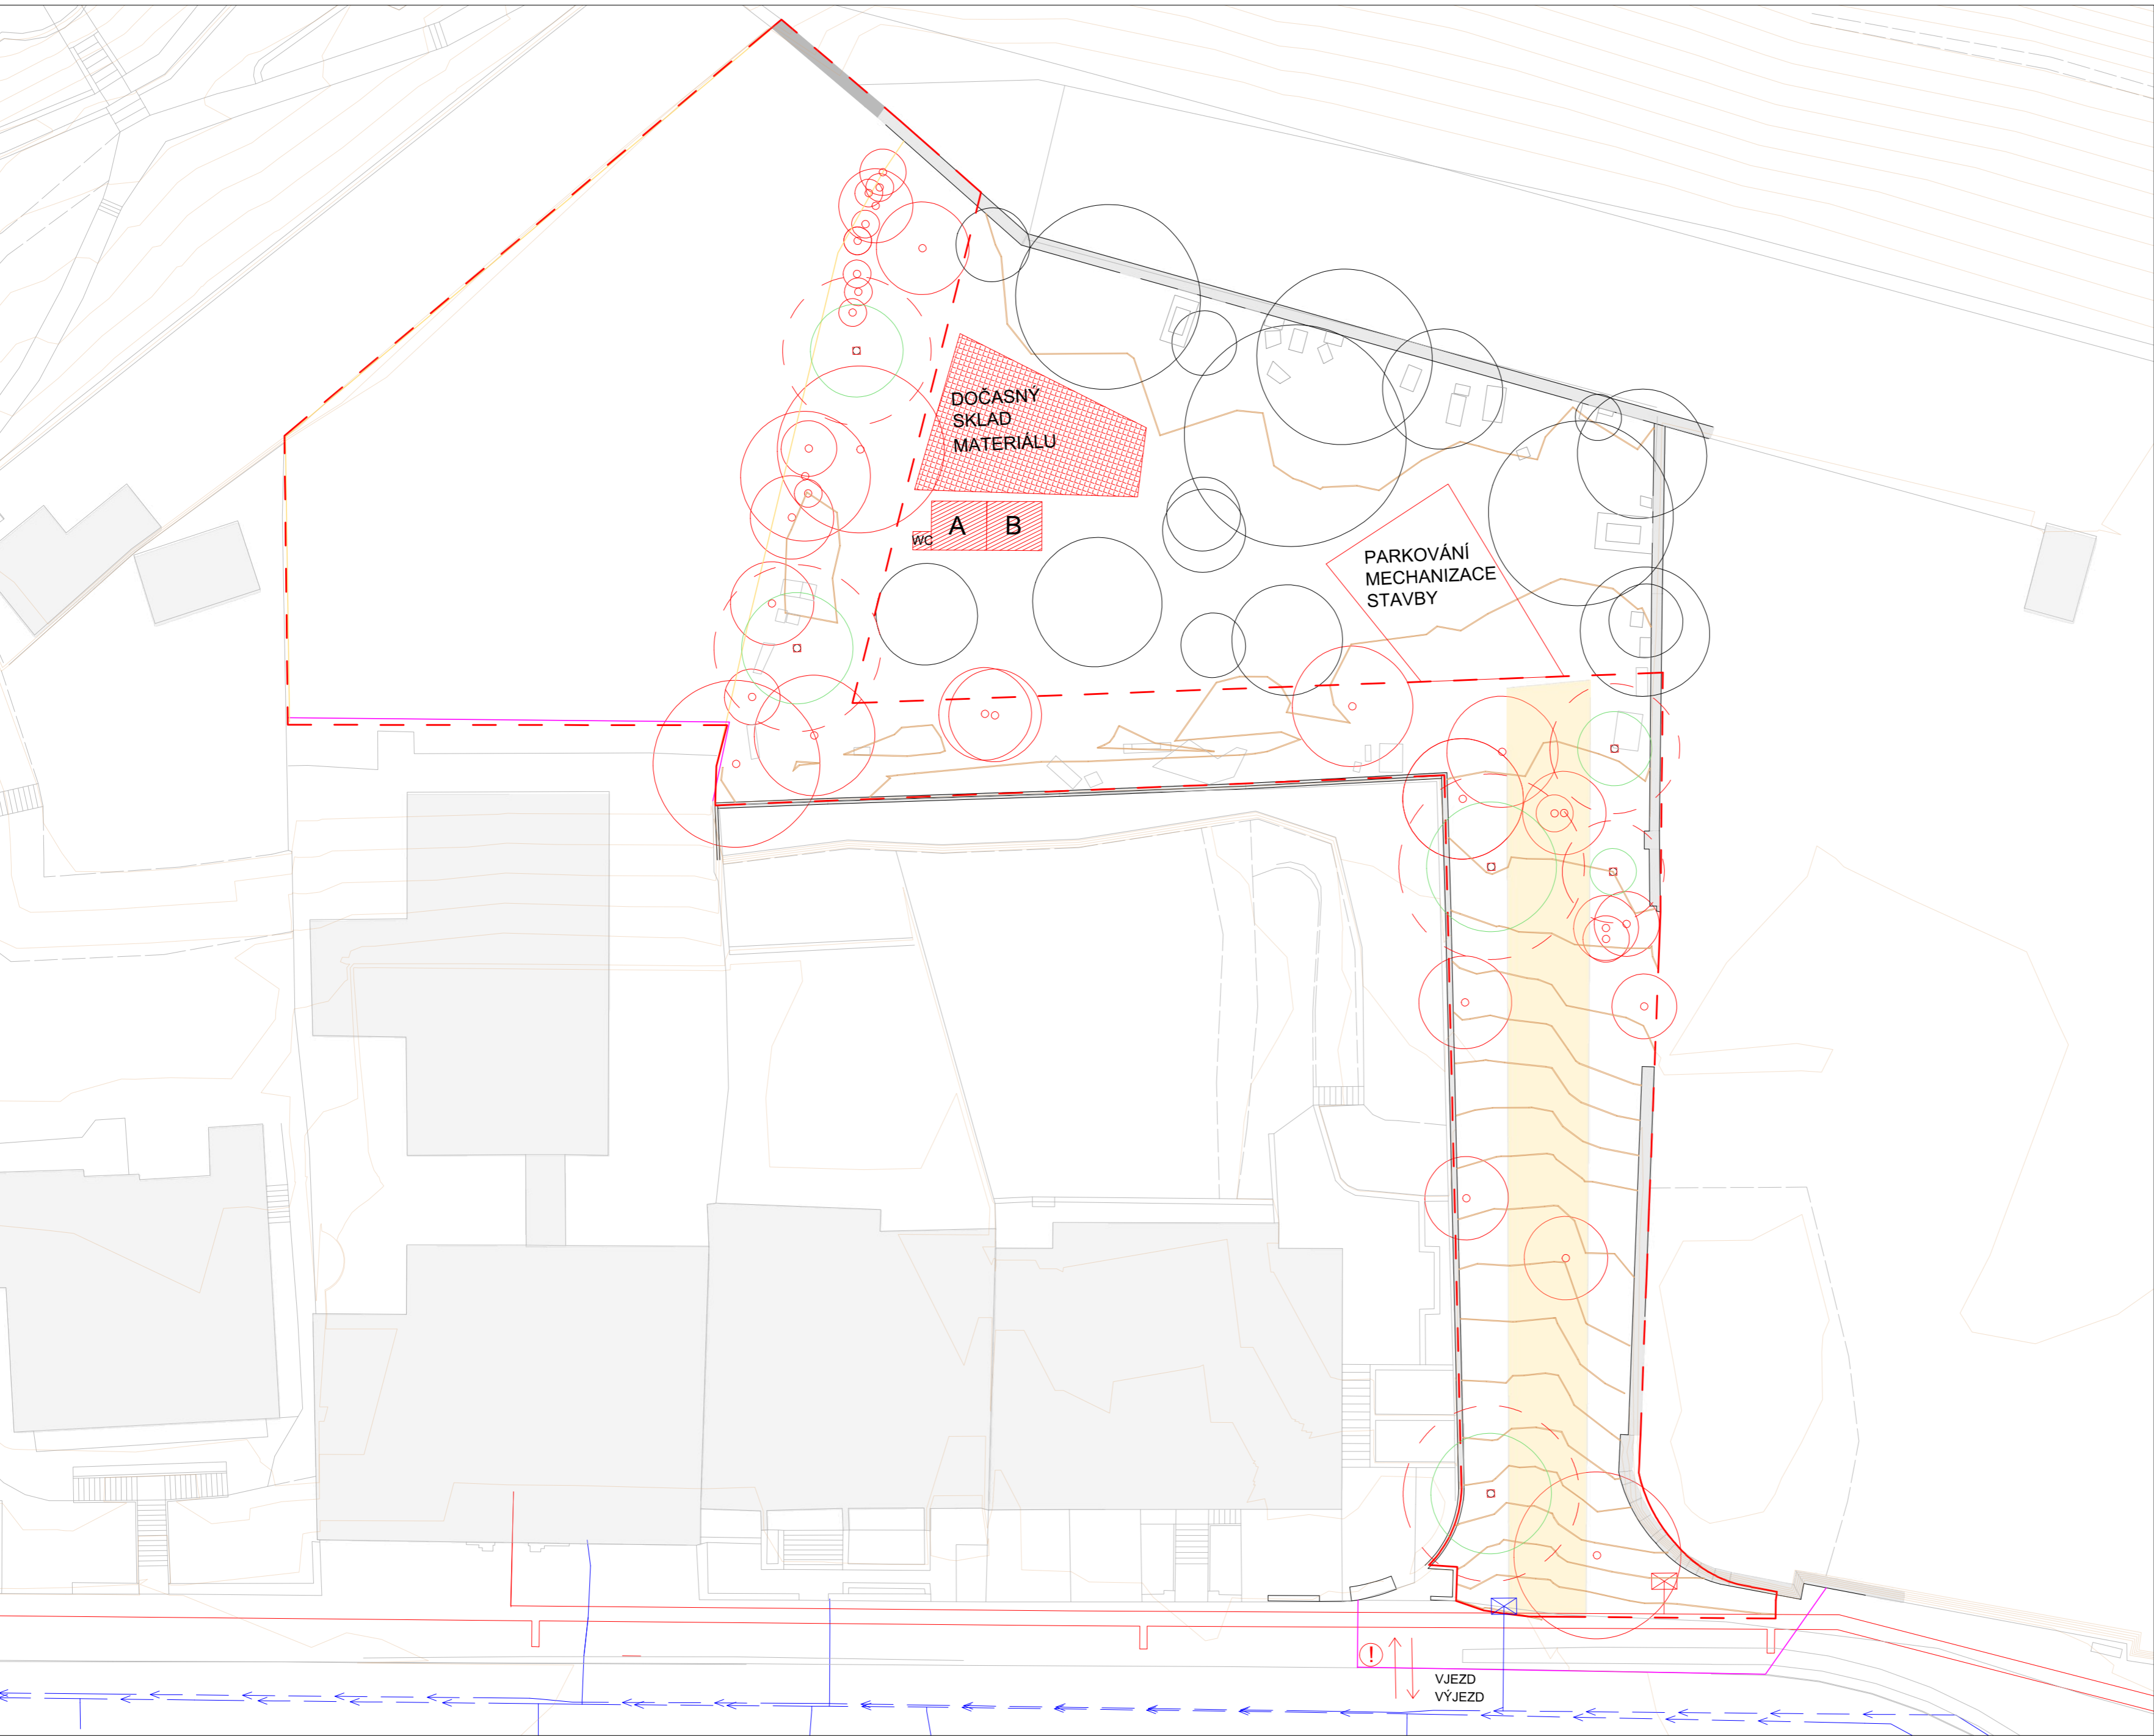 DOČASNÝ
SKLAD
MATERIÁLU
A
B
WC
PARKOVÁNÍ
MECHANIZACE
STAVBY
!
VJEZD
VÝJEZD